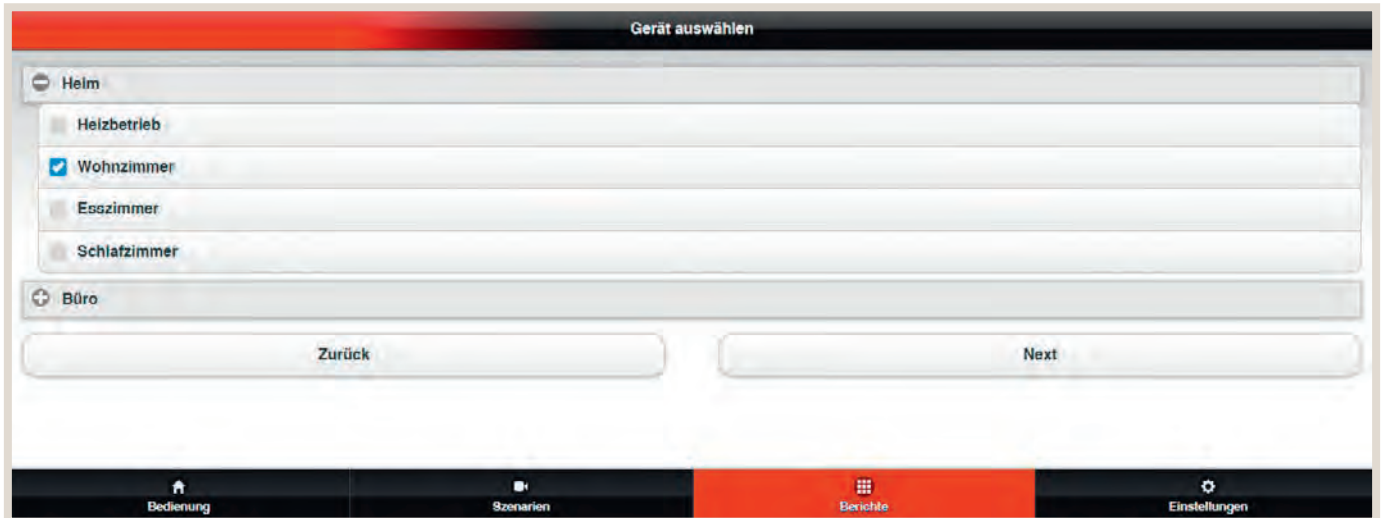 Gerät auswählen
Heim
Heizbetrieb
Wohnzimmer
Esszimmer
Schlafzimmer
Büro
Zurück Next
Bedienung Szenarien Berichte Einstellungen